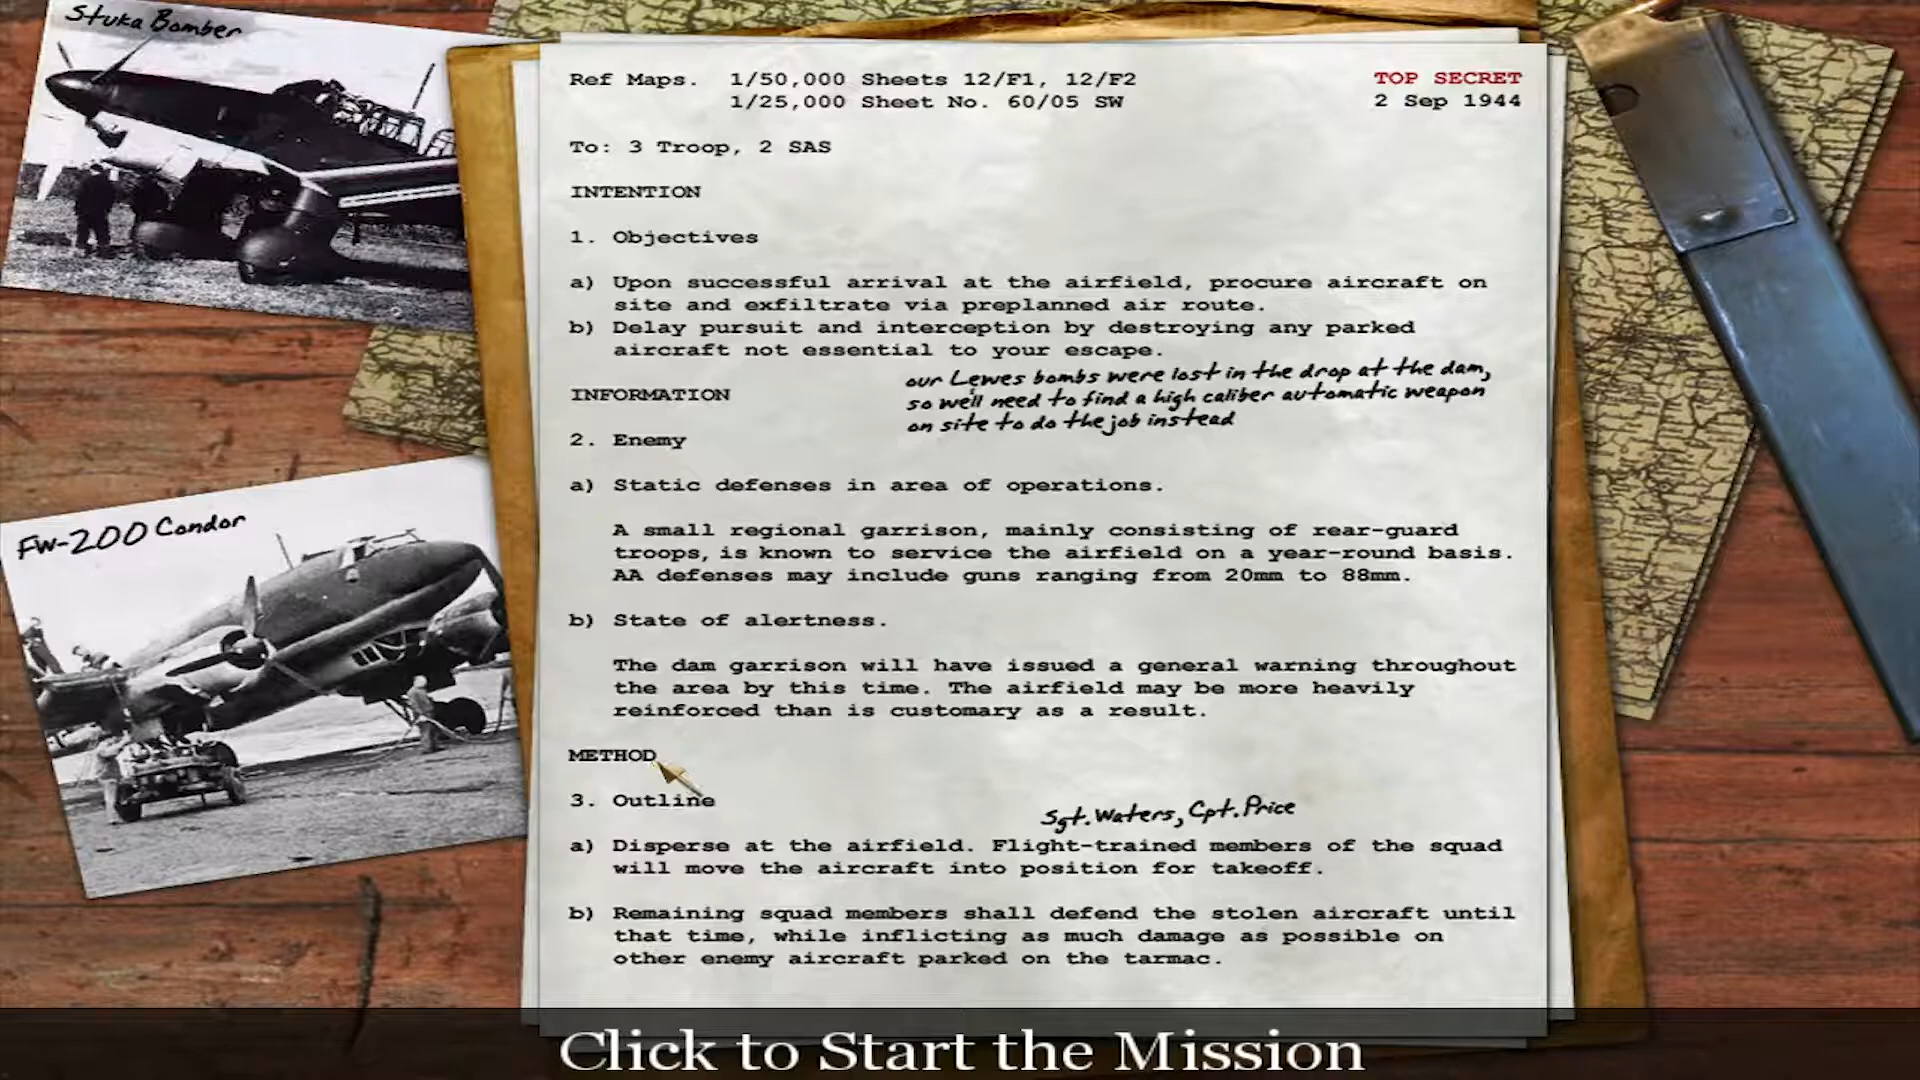 Stuka Bomber
Ref Maps. 1/50,000 Sheets 12/F1, 12/F2
1/25,000 Sheet No. 60/05 SW
TOP SECRET
2 Sep 1944
To: 3 Troop, 2 SAS
INTENTION
1. Objectives
a) Upon successful arrival at the airfield, procure aircraft on
site and exfiltrate via preplanned air route.
b) Delay pursuit and interception by destroying any parked
aircraft not essential to your escape.
our Lewes bombs were lost in the drop at the dam,
so we'll need to find a high caliber automatic weapon
on site to do the job instead
INFORMATION
2. Enemy
a) Static defenses in area of operations.
FW-200 Condor
A small regional garrison, mainly consisting of rear-guard
troops, is known to service the airfield on a year-round basis.
AA defenses may include guns ranging from 20mm to 88mm.
b) State of alertness.
The dam garrison will have issued a general warning throughout
the area by this time. The airfield may be more heavily
reinforced than is customary as a result.
METHOD
3. Outline
Sgt. Waters, Cpt. Price
a) Disperse at the airfield. Flight-trained members of the squad
will move the aircraft into position for takeoff.
b) Remaining squad members shall defend the stolen aircraft until
that time, while inflicting as much damage as possible on
other enemy aircraft parked on the tarmac.
Click to Start the Mission